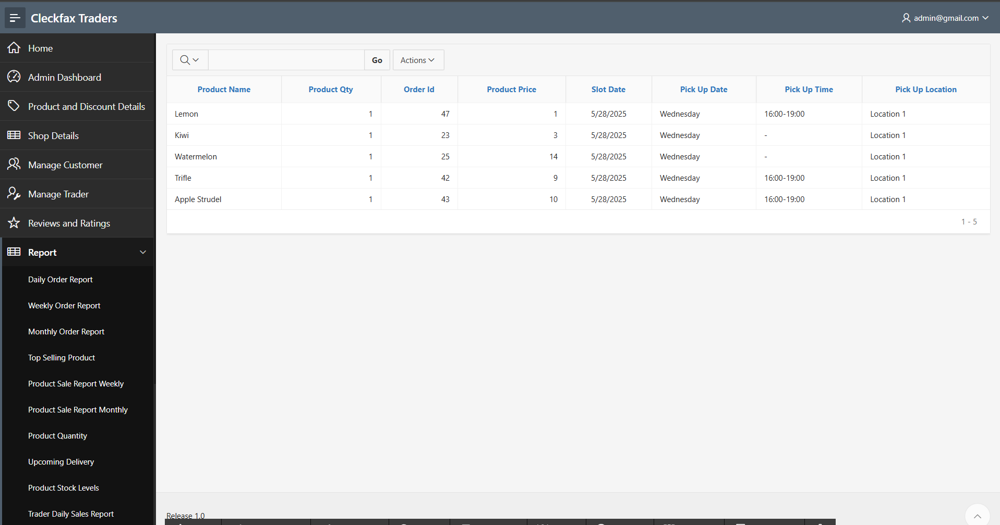 Cleckfax Traders
admin@gmail.com
Home
Admin Dashboard
Product and Discount Details
Shop Details
Manage Customer
Manage Trader
Reviews and Ratings
Report
Daily Order Report
Weekly Order Report
Monthly Order Report
Top Selling Product
Product Sale Report Weekly
Product Sale Report Monthly
Product Quantity
Upcoming Delivery
Product Stock Levels
Trader Daily Sales Report
Go Actions
Product Name Product Qty Order Id Product Price Slot Date Pick Up Date Pick Up Time Pick Up Location
Lemon 1 47 1 5/28/2025 Wednesday 16:00-19:00 Location 1
Kiwi 1 23 3 5/28/2025 Wednesday - Location 1
Watermelon 1 25 14 5/28/2025 Wednesday - Location 1
Trifle 1 42 9 5/28/2025 Wednesday 16:00-19:00 Location 1
Apple Strudel 1 43 10 5/28/2025 Wednesday 16:00-19:00 Location 1
1 - 5
Release 1.0